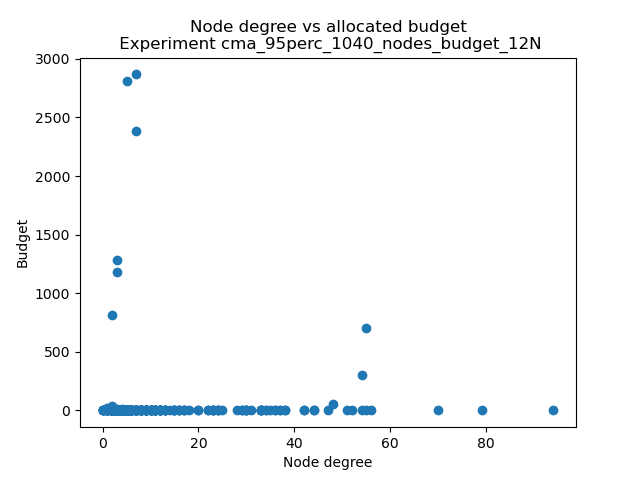 Node degree vs allocated budget
Experiment cma_95perc_1040_nodes_budget_12N
3000
2500
2000
1500
1000
500
0
Budget
0 20 40 60 80
Node degree